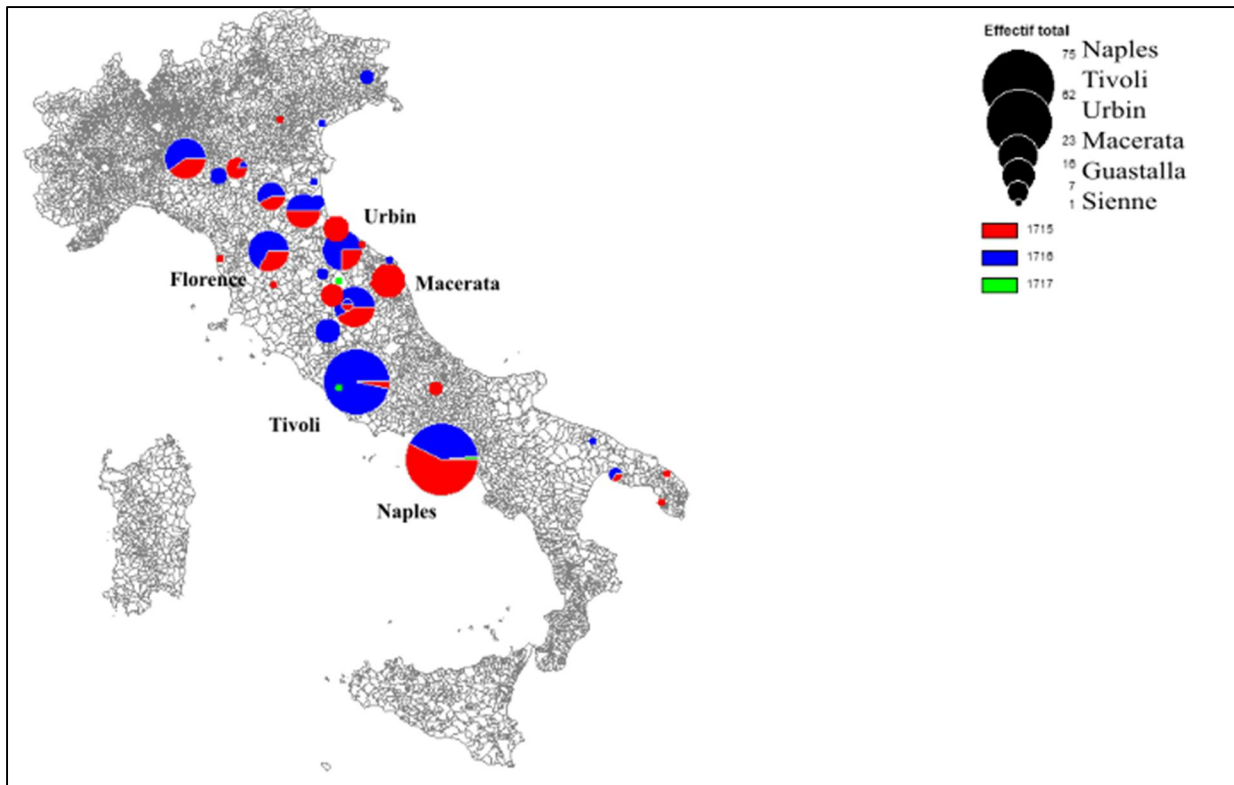 Effectif total
75 Naples
Tivoli
62
Urbin
23 Macerata
16
Guastalla
7
1 Sienne
1715
1716
1717
Urbin
Florence
Macerata
Tivoli
Naples